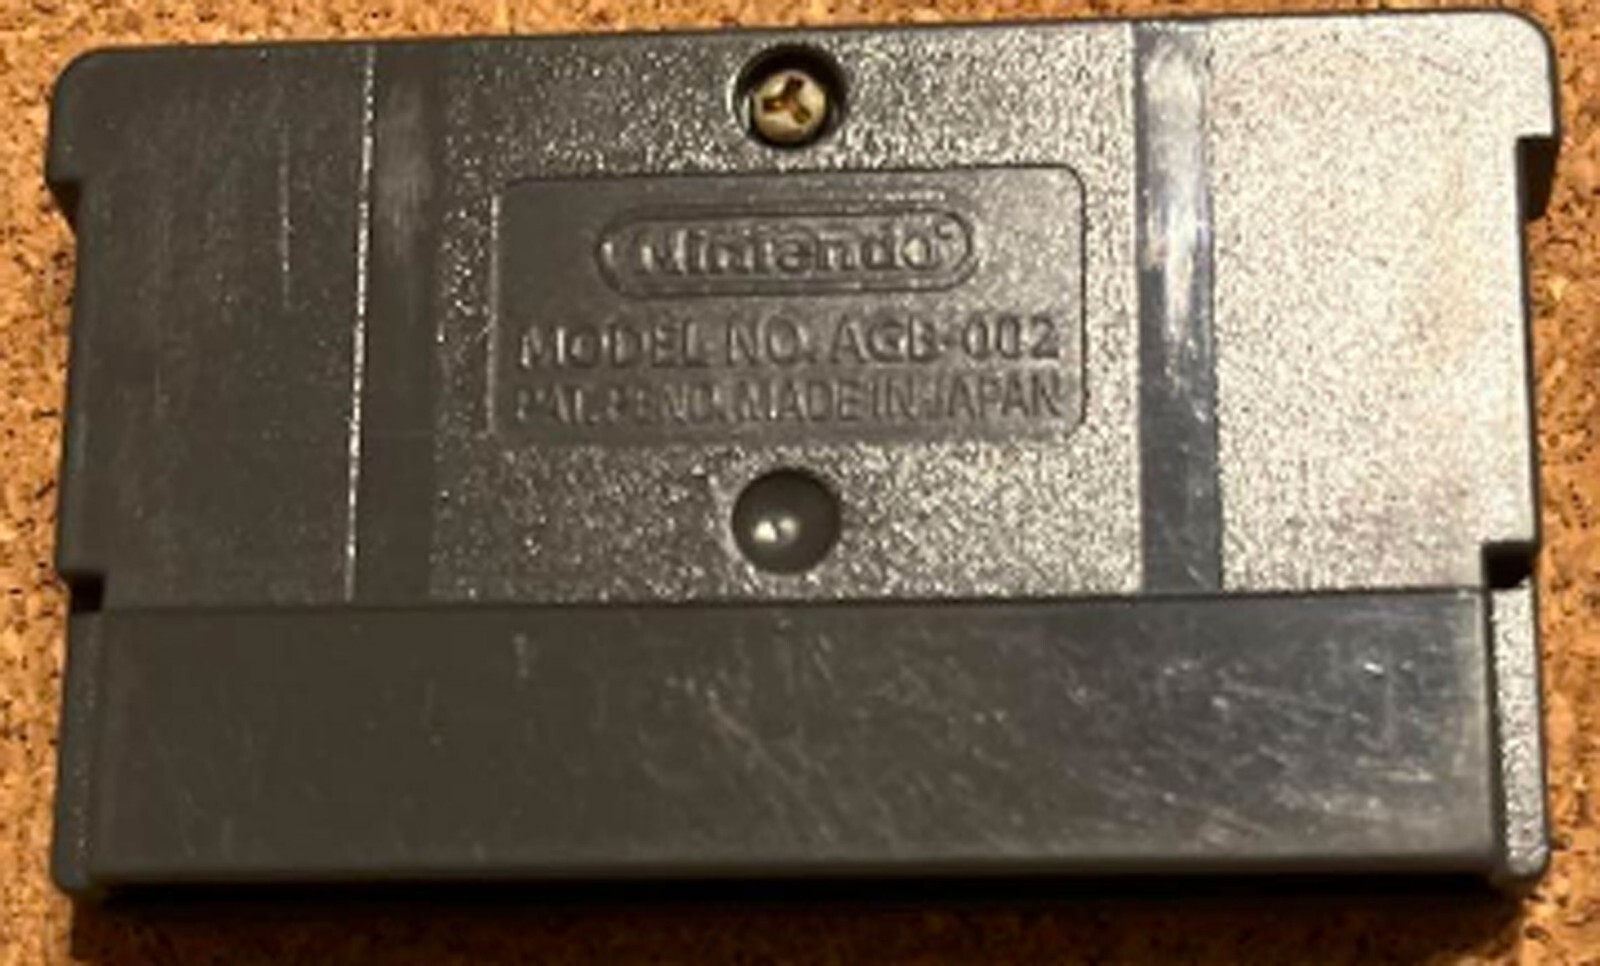 Nintendo®
MODEL NO. AGB-002
PAT. PEND. MADE IN JAPAN